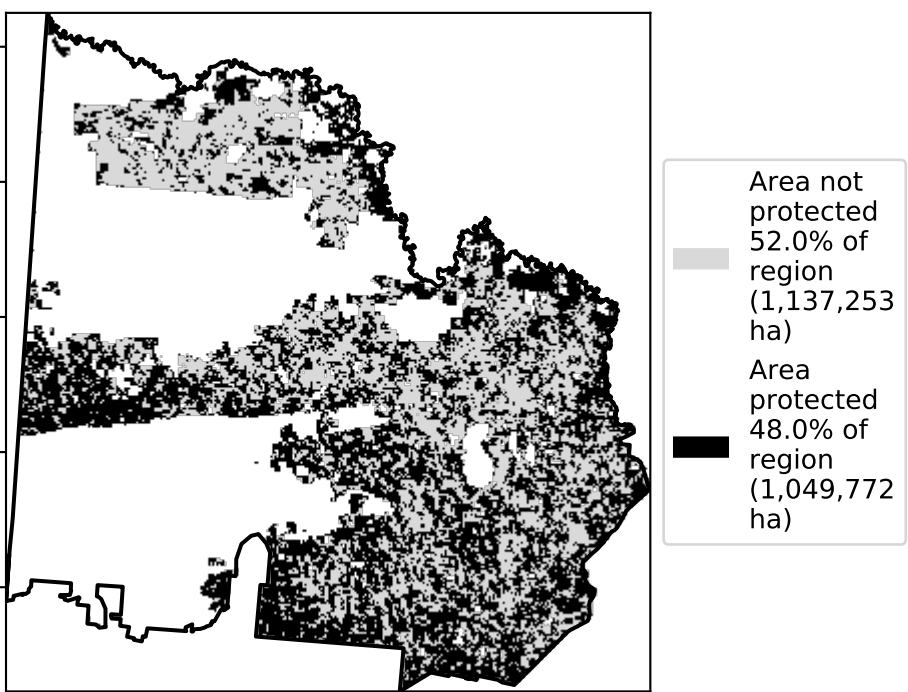 Area not
protected
52.0% of
region
(1,137,253
ha)
Area
protected
48.0% of
region
(1,049,772
ha)